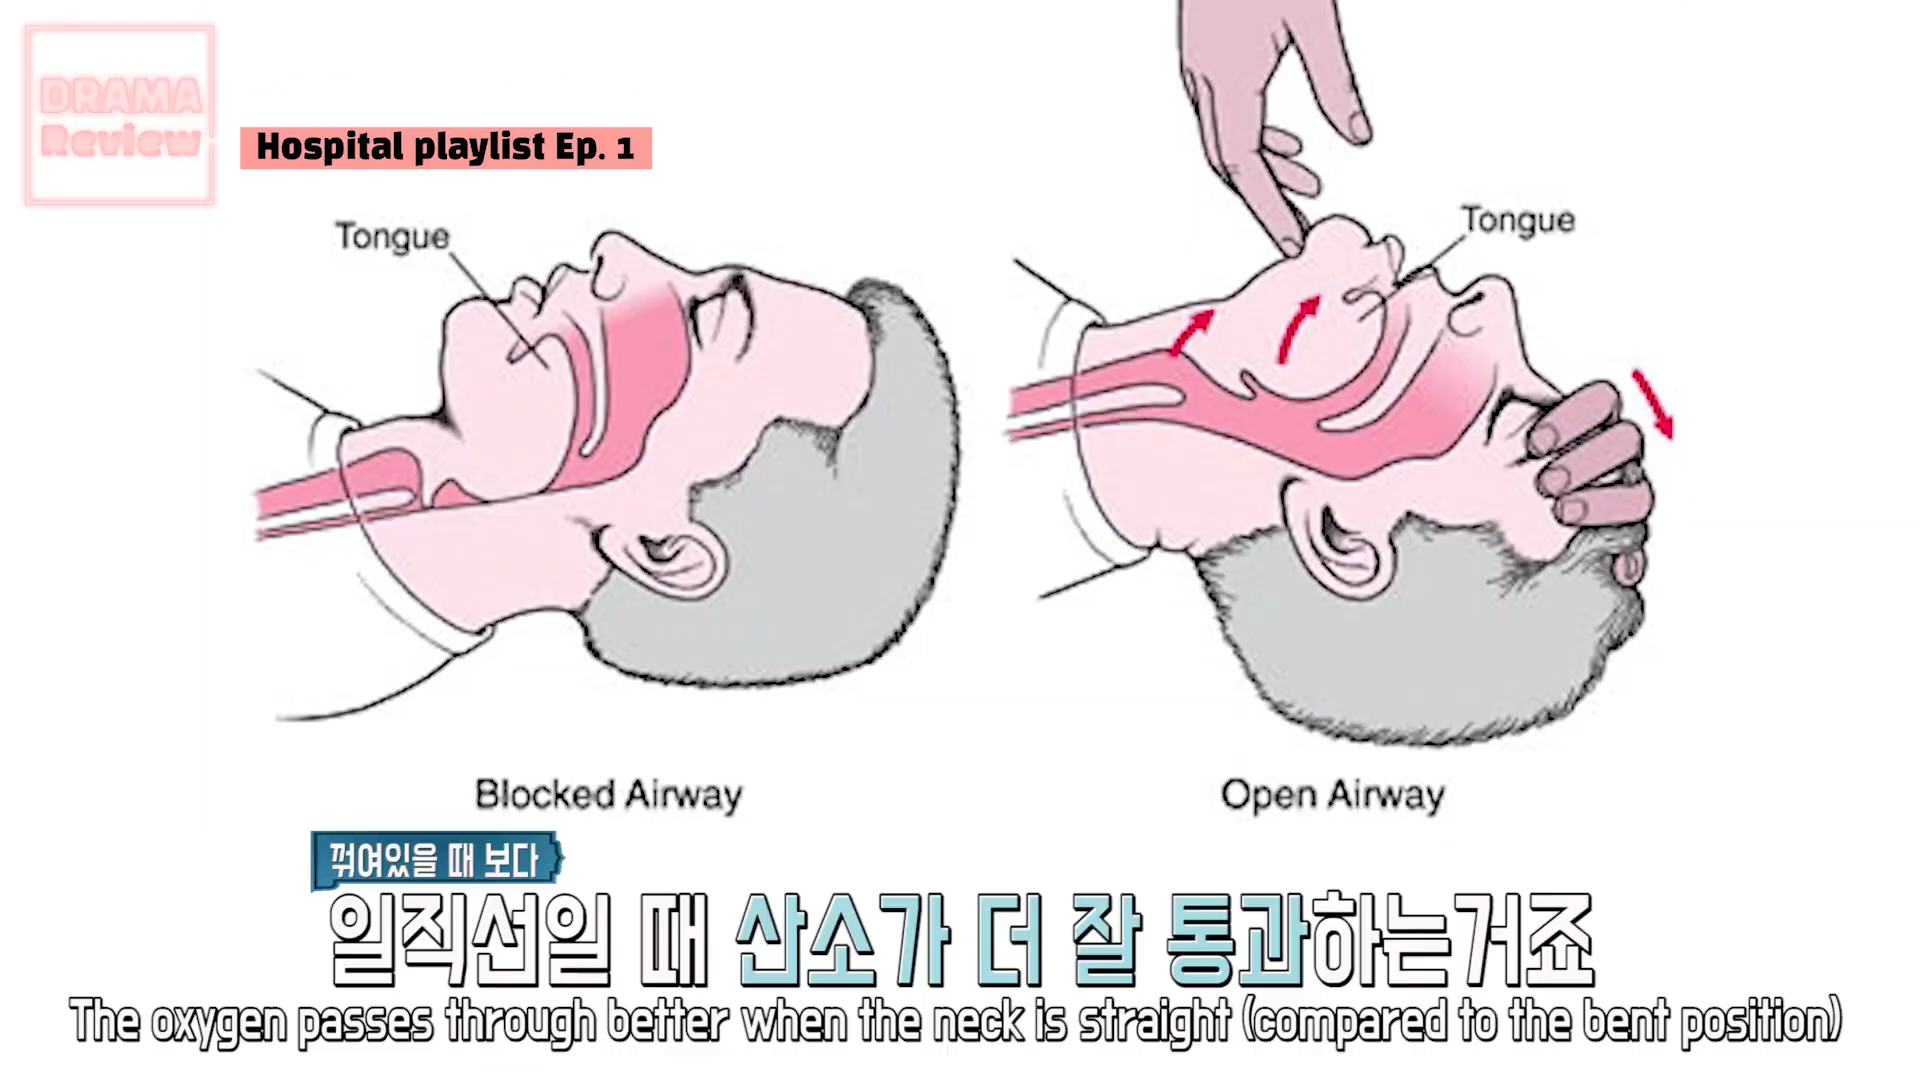 DRAMA
Review
Hospital playlist Ep. 1
Tongue
Tongue
Blocked Airway
Open Airway
꺾여있을 때 보다
일직선일 때 산소가 더 잘 통과하는거죠
The oxygen passes through better when the neck is straight (compared to the bent position)